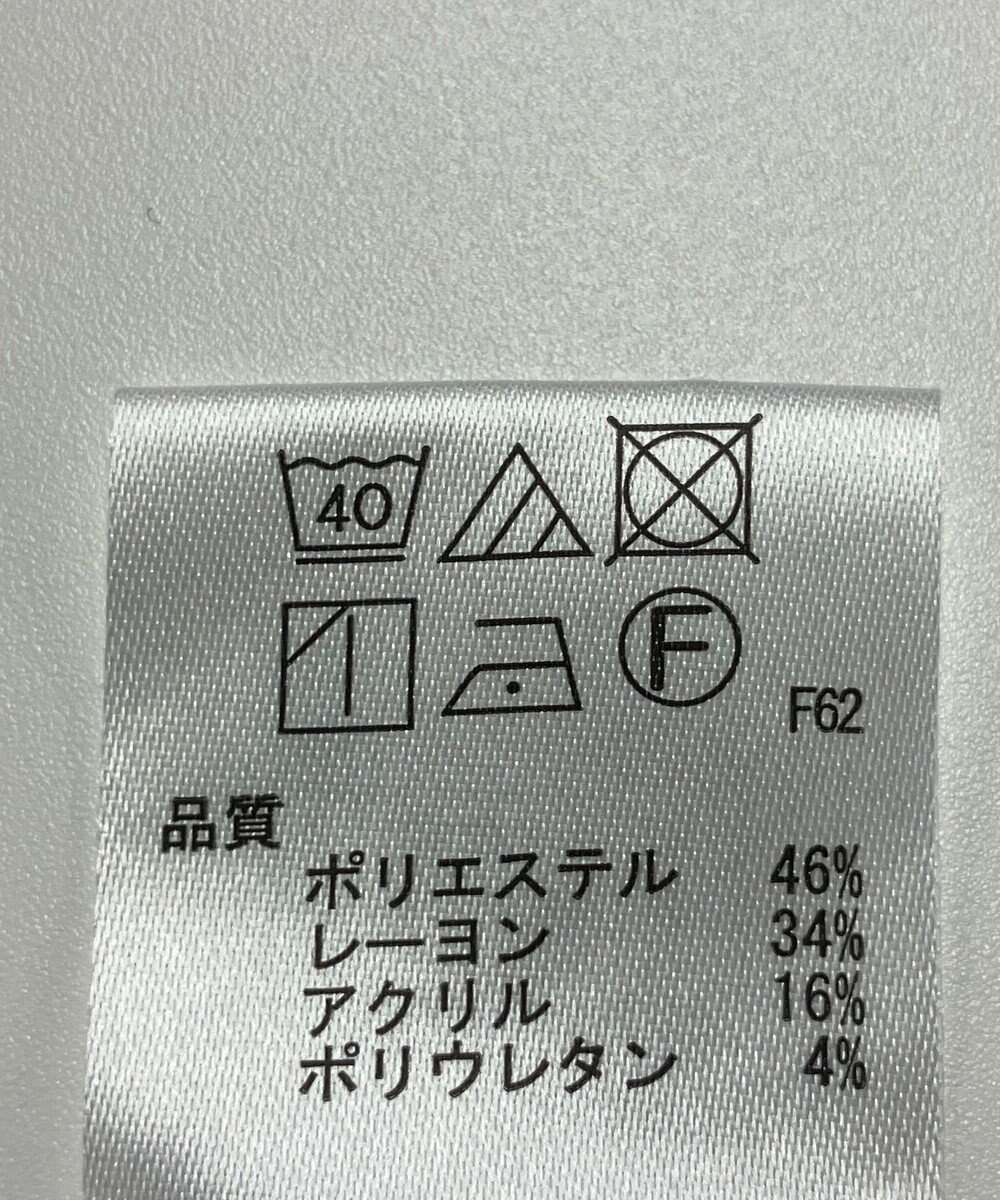 40
F
F62
品質
ポリエステル 46%
レーヨン 34%
アクリル 16%
ポリウレタン 4%